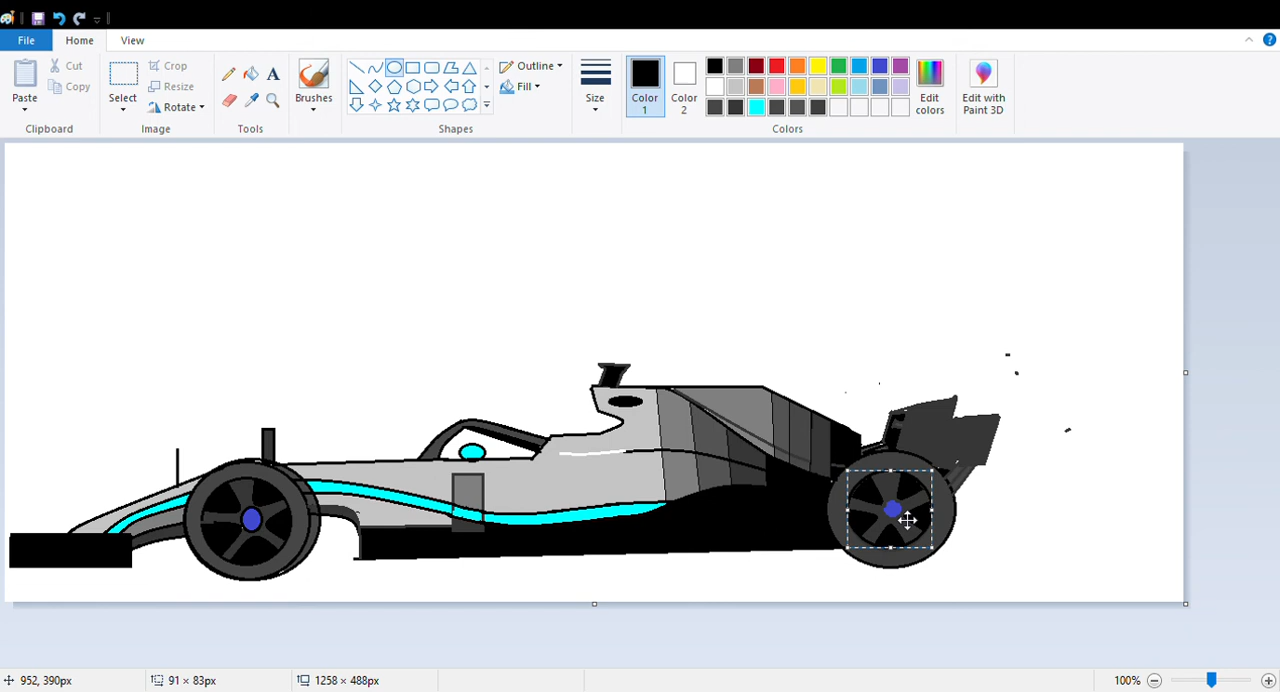 File Home View
Paste
Cut
Copy
Clipboard
Select
Crop
Resize
Rotate
Image
A
Tools
Brushes
Outline
Fill
Shapes
Size
Color 1
Color 2
Edit colors
Colors
Edit with Paint 3D
952, 390px 91 × 83px 1258 × 488px 100%